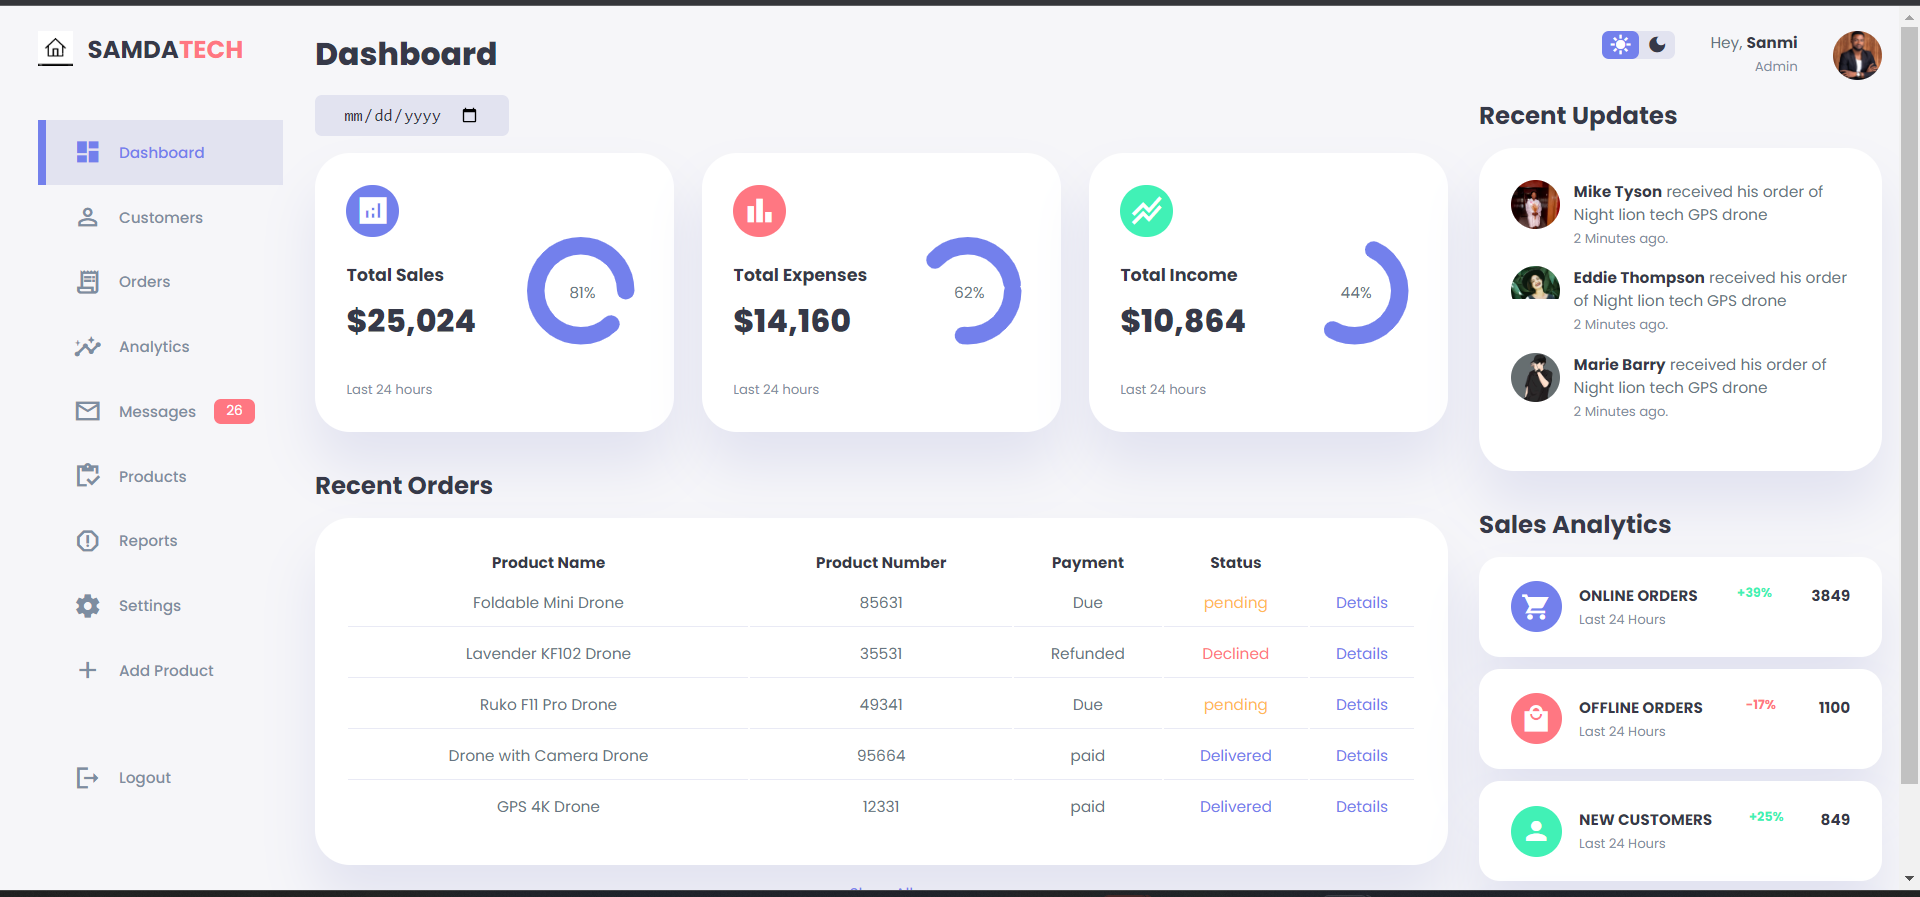 SAMDATECH
Dashboard
Customers
Orders
Analytics
Messages 26
Products
Reports
Settings
Add Product
Logout
Dashboard
mm/dd/yyyy
Total Sales
$25,024
81%
Last 24 hours
Total Expenses
$14,160
62%
Last 24 hours
Total Income
$10,864
44%
Last 24 hours
Recent Orders
Product Name Product Number Payment Status
Foldable Mini Drone 85631 Due pending Details
Lavender KF102 Drone 35531 Refunded Declined Details
Ruko F11 Pro Drone 49341 Due pending Details
Drone with Camera Drone 95664 paid Delivered Details
GPS 4K Drone 12331 paid Delivered Details
Hey, Sanmi
Admin
Recent Updates
Mike Tyson received his order of
Night lion tech GPS drone
2 Minutes ago.
Eddie Thompson received his order
of Night lion tech GPS drone
2 Minutes ago.
Marie Barry received his order of
Night lion tech GPS drone
2 Minutes ago.
Sales Analytics
ONLINE ORDERS +39% 3849
Last 24 Hours
OFFLINE ORDERS -17% 1100
Last 24 Hours
NEW CUSTOMERS +25% 849
Last 24 Hours